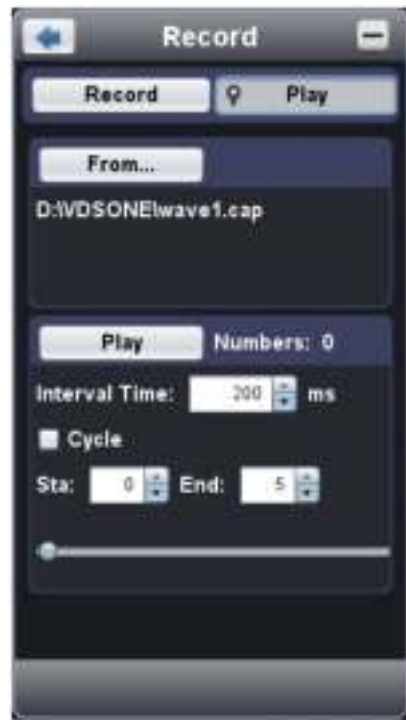 Record
Record Play
From...
D:\VDSONE\wave1.cap
Play Numbers: 0
Interval Time: 200 ms
Cycle
Sta: 0 End: 5